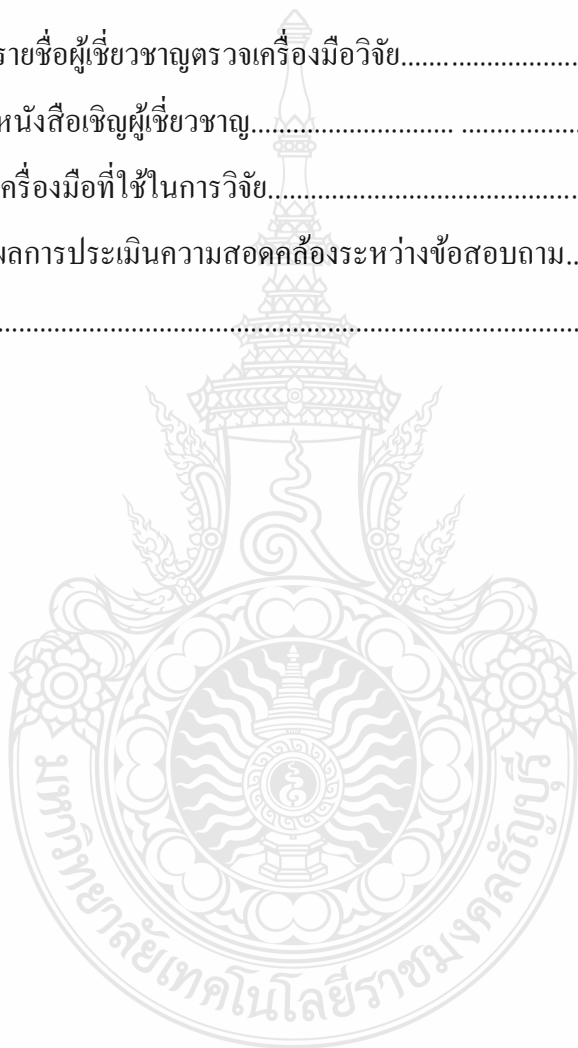 รายชื่อผู้เชี่ยวชาญตรวจเครื่องมือวิจัย........................
หนังสือเชิญผู้เชี่ยวชาญ............................ ................
เครื่องมือที่ใช้ในการวิจัย.............................................
ผลการประเมินความสอดคล้องระหว่างข้อสอบถาม..
................................................................................
มหาวิทยาลัยเทคโนโลยีราชมงคลธัญบุรี